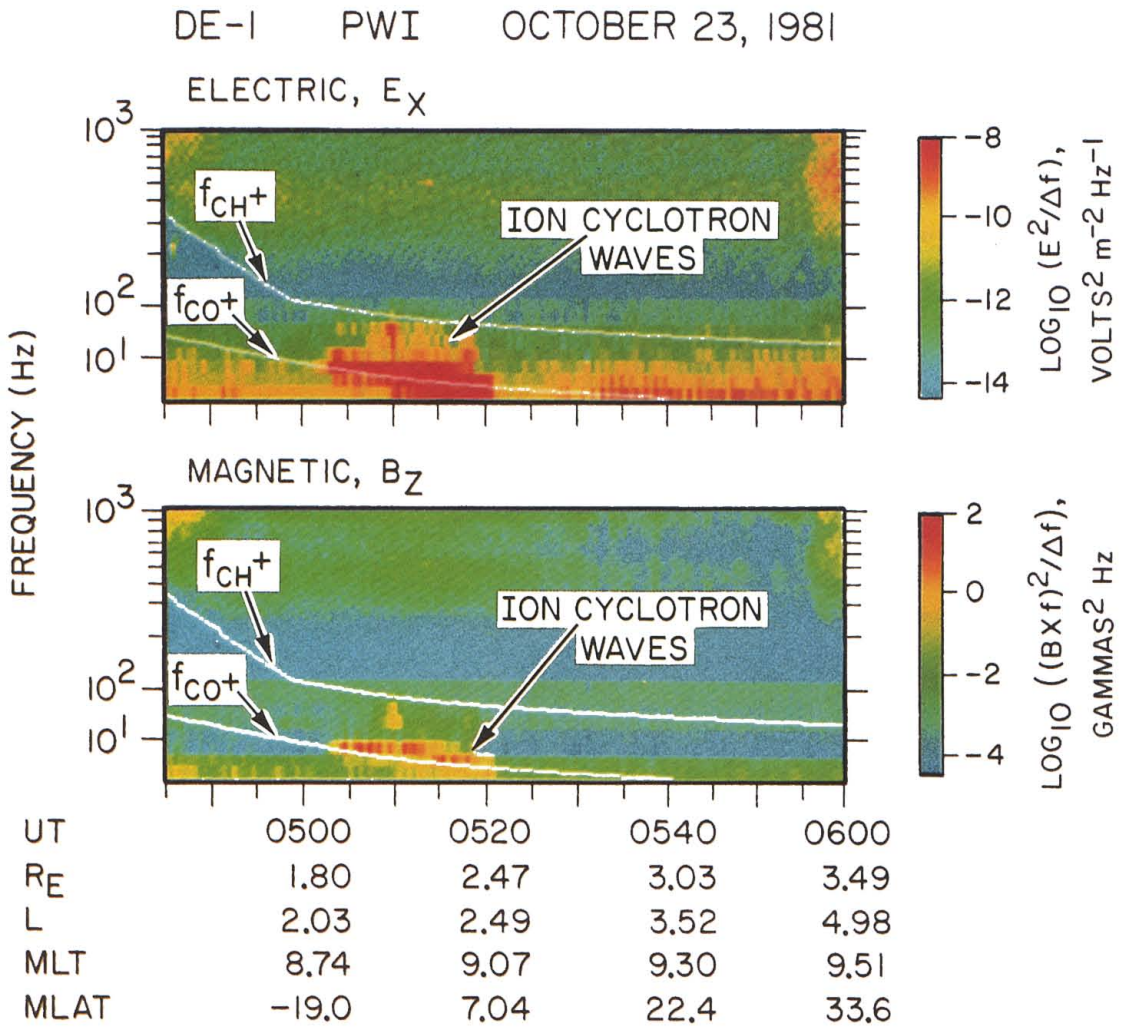 DE-1 PWI OCTOBER 23, 1981
ELECTRIC, EX
FREQUENCY (Hz)
10³
10²
10¹
fCH+
fCO+
ION CYCLOTRON
WAVES
-8
-10
-12
-14
LOG10 (E²/Δf),
VOLTS² m⁻² Hz⁻¹
MAGNETIC, BZ
10³
10²
10¹
fCH+
fCO+
ION CYCLOTRON
WAVES
2
0
-2
-4
LOG10 ((BXf)²/Δf),
GAMMAS² Hz
UT 0500 0520 0540 0600
RE 1.80 2.47 3.03 3.49
L 2.03 2.49 3.52 4.98
MLT 8.74 9.07 9.30 9.51
MLAT -19.0 7.04 22.4 33.6